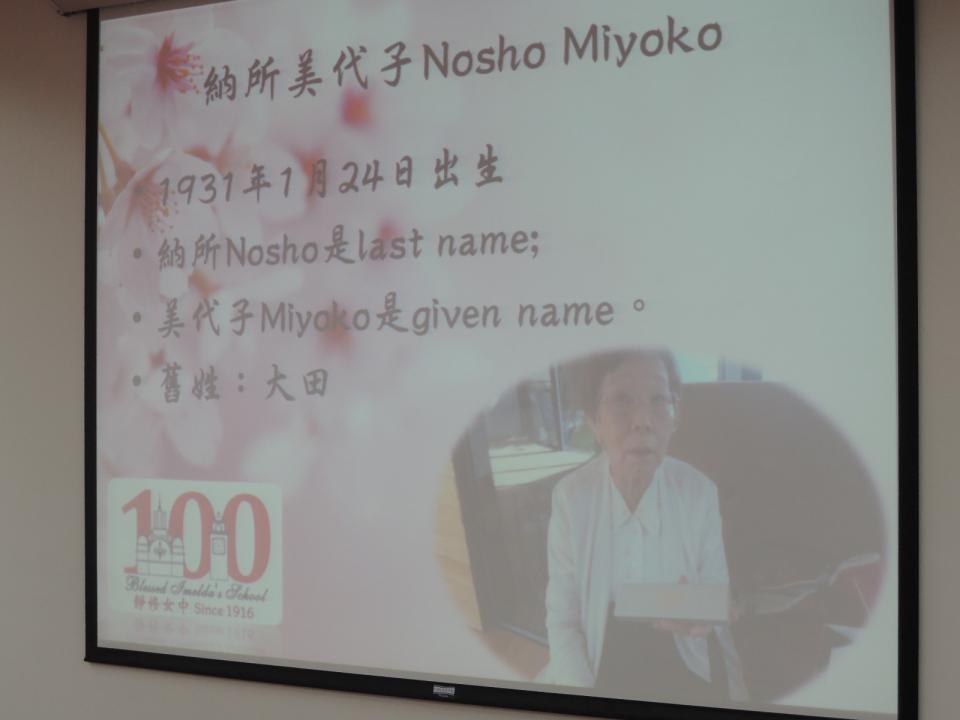 納所美代子Nosho Miyoko
• 1931年1月24日出生
• 納所Nosho是last name;
• 美代子Miyoko是given name。
• 舊姓：大田
100
Blessed Imelda's School
靜修女中 Since 1916